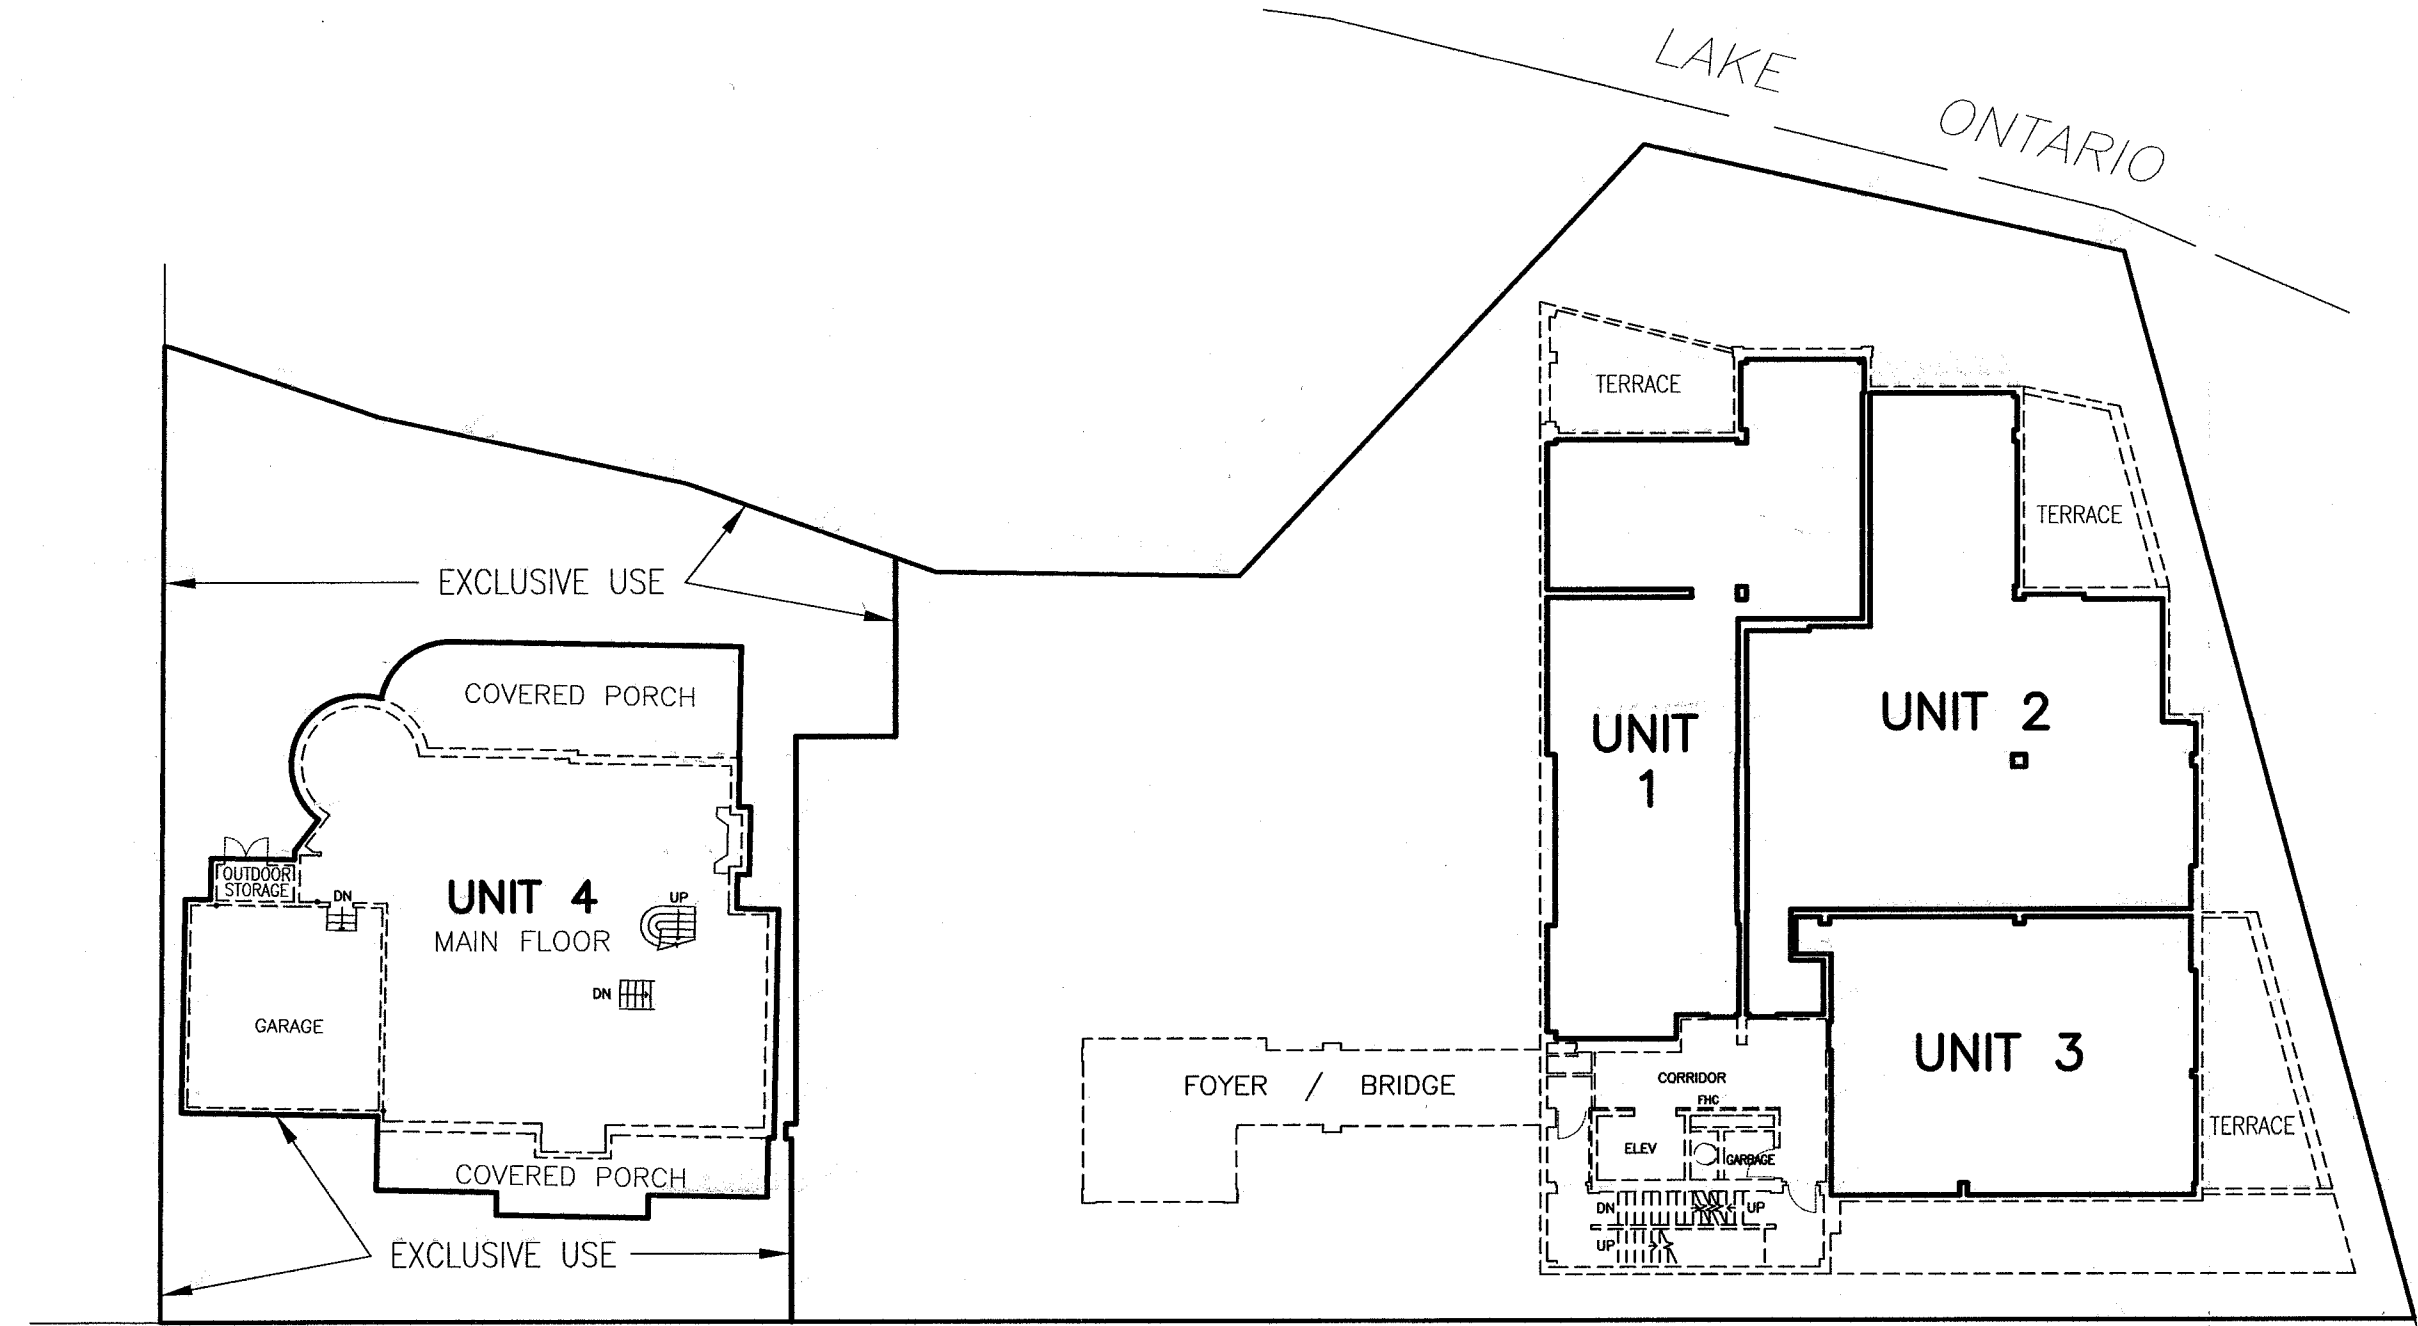 LAKE ONTARIO
TERRACE
TERRACE
EXCLUSIVE USE
COVERED PORCH
UNIT
1
UNIT 2
OUTDOOR
STORAGE
DN
UP
UNIT 4
MAIN FLOOR
DN
GARAGE
UNIT 3
FOYER / BRIDGE
CORRIDOR
FHC
TERRACE
ELEV
GARBAGE
COVERED PORCH
DN
UP
UP
EXCLUSIVE USE